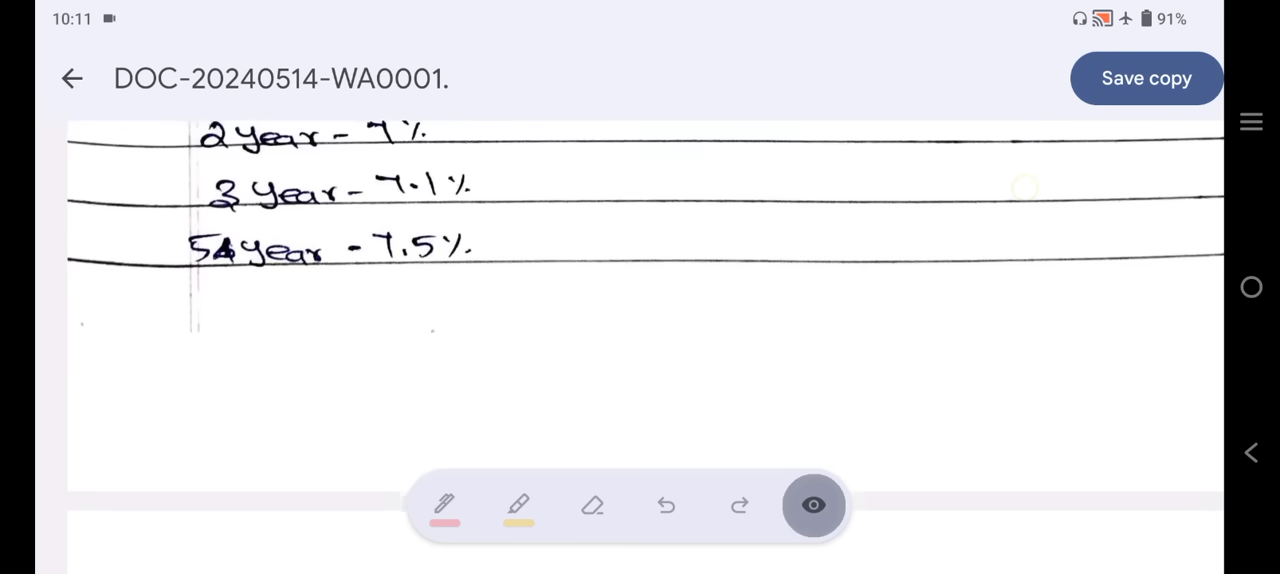 10:11
91%
DOC-20240514-WA0001.
Save copy
2 year - 7%
3 year - 7.1%
5 year - 7.5%